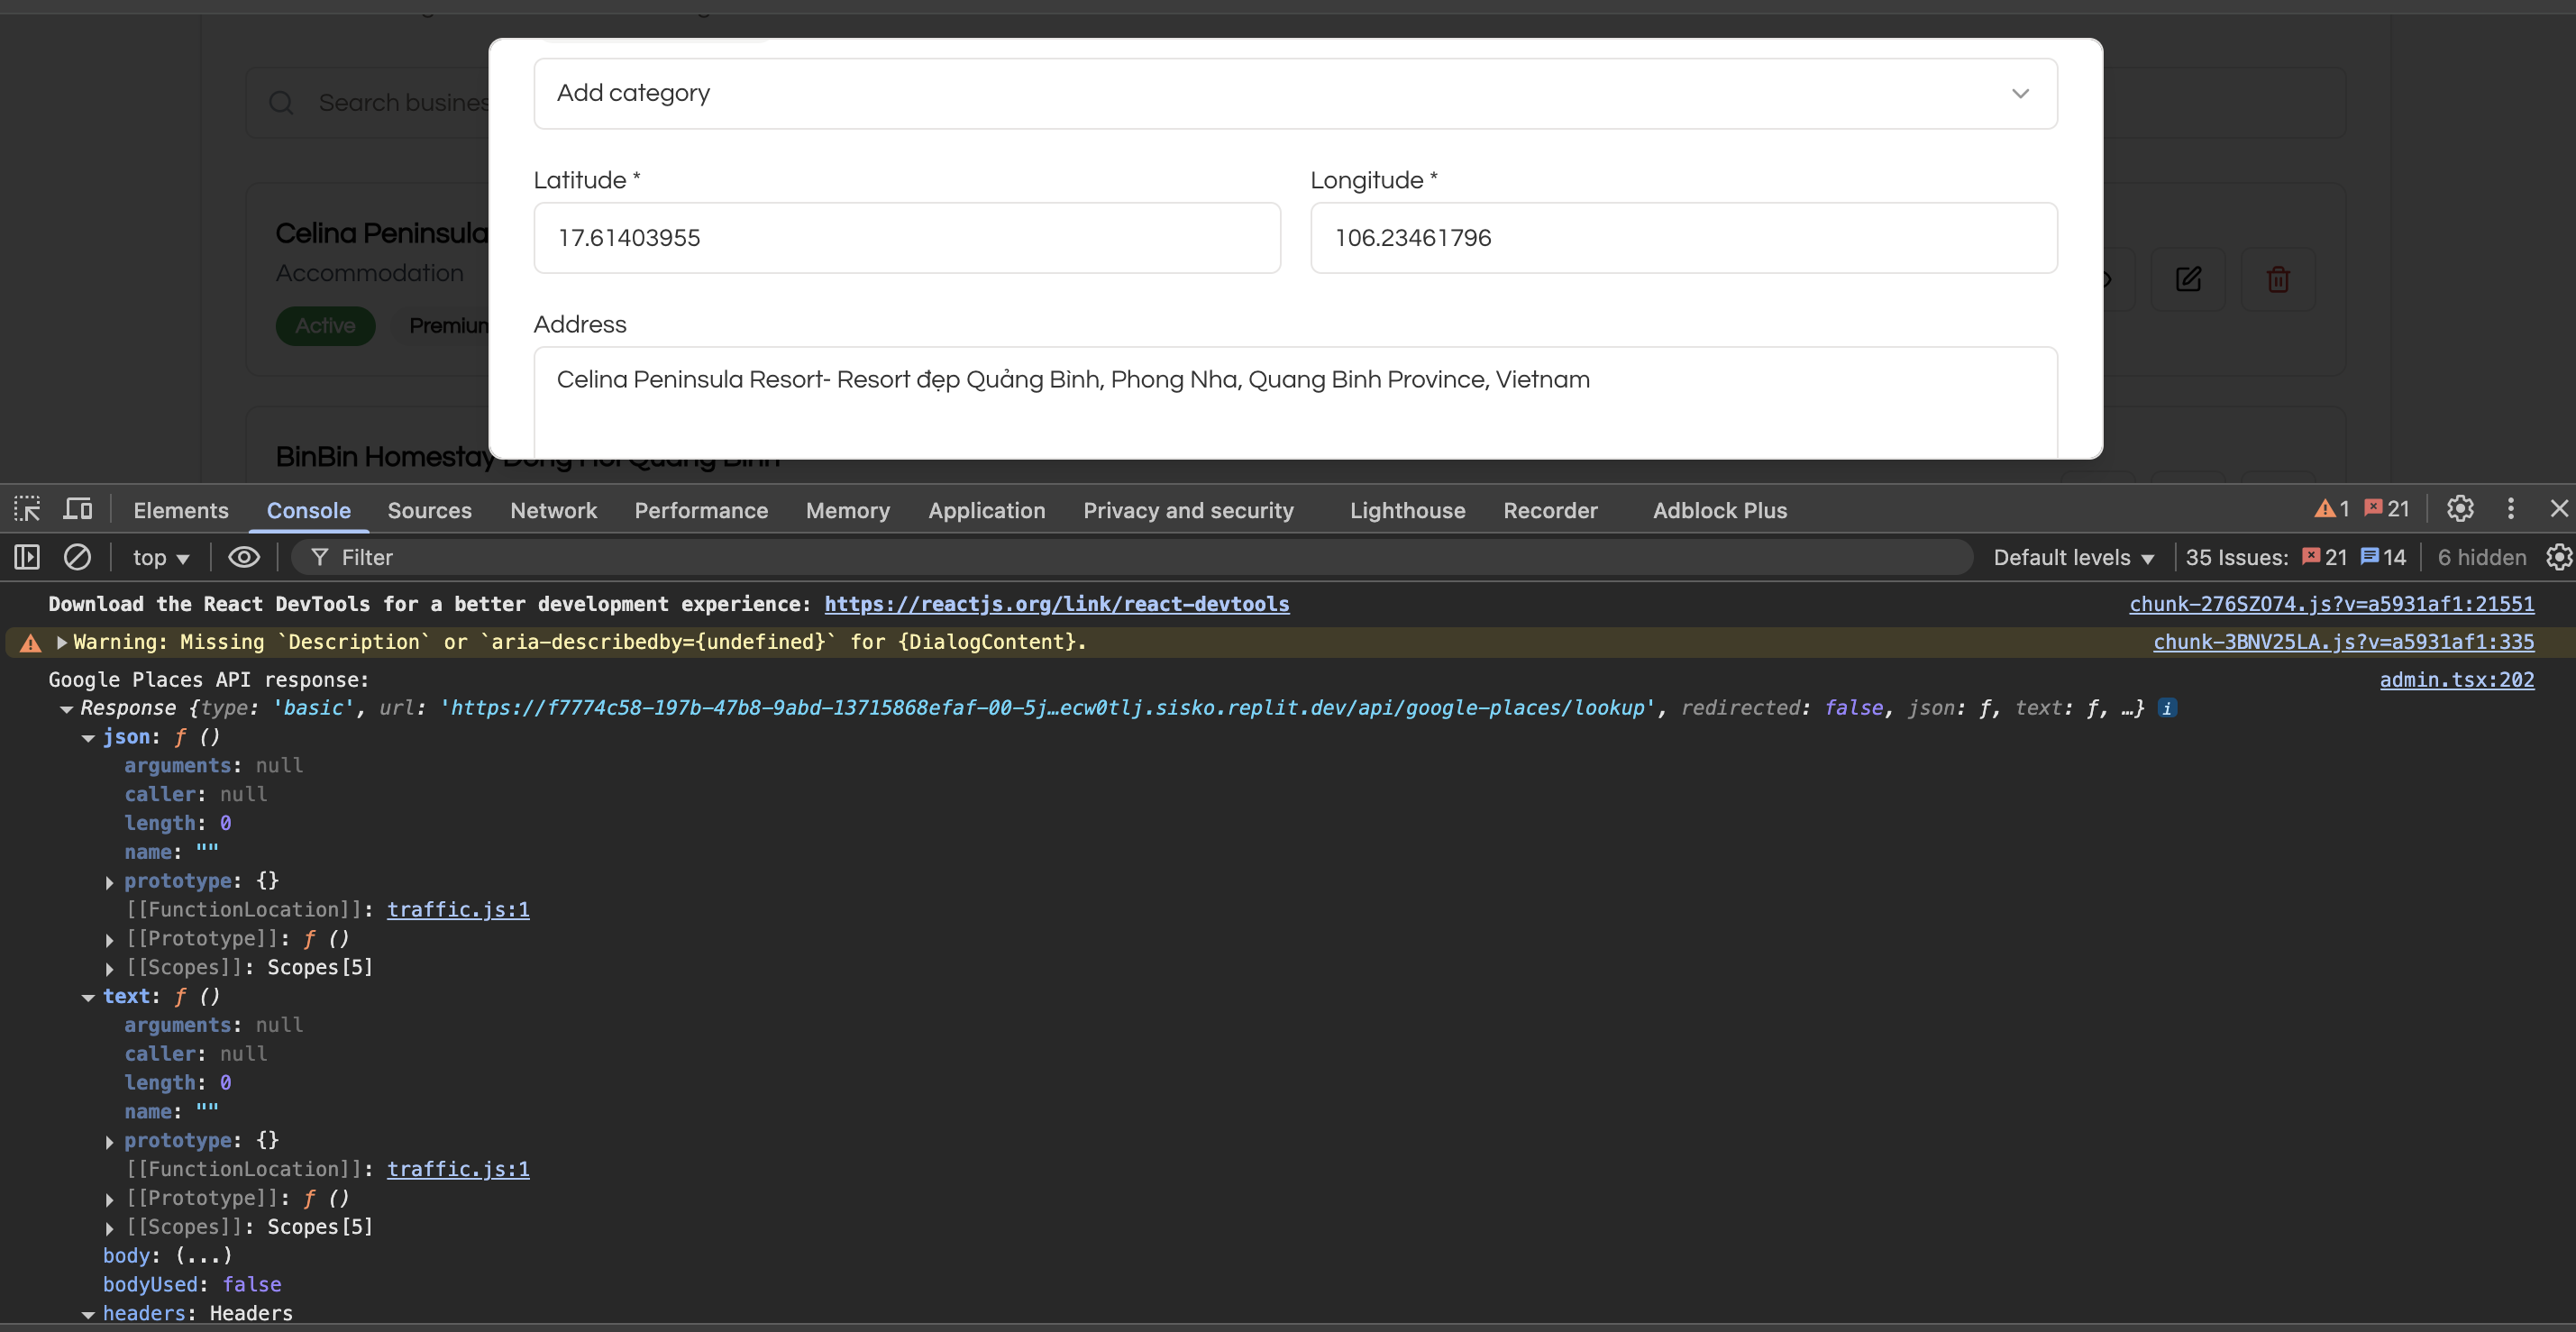 Search busines
Add category
Latitude *
Longitude *
17.61403955
106.23461796
Celina Peninsula
Accommodation
Active
Premium
Address
Celina Peninsula Resort- Resort đẹp Quảng Bình, Phong Nha, Quang Binh Province, Vietnam
BinBin Homestay Dong Hoi Quang Binh
Elements Console Sources Network Performance Memory Application Privacy and security Lighthouse Recorder Adblock Plus 1 21
top Filter Default levels 35 Issues: 21 14 6 hidden
Download the React DevTools for a better development experience: https://reactjs.org/link/react-devtools chunk-276SZO74.js?v=a5931af1:21551
Warning: Missing `Description` or `aria-describedby={undefined}` for {DialogContent}. chunk-3BNV25LA.js?v=a5931af1:335
Google Places API response: admin.tsx:202
Response {type: 'basic', url: 'https://f7774c58-197b-47b8-9abd-13715868efaf-00-5j…ecw0tlj.sisko.replit.dev/api/google-places/lookup', redirected: false, json: ƒ, text: ƒ, …} i
json: ƒ ()
arguments: null
caller: null
length: 0
name: ""
prototype: {}
[[FunctionLocation]]: traffic.js:1
[[Prototype]]: ƒ ()
[[Scopes]]: Scopes[5]
text: ƒ ()
arguments: null
caller: null
length: 0
name: ""
prototype: {}
[[FunctionLocation]]: traffic.js:1
[[Prototype]]: ƒ ()
[[Scopes]]: Scopes[5]
body: (...)
bodyUsed: false
headers: Headers